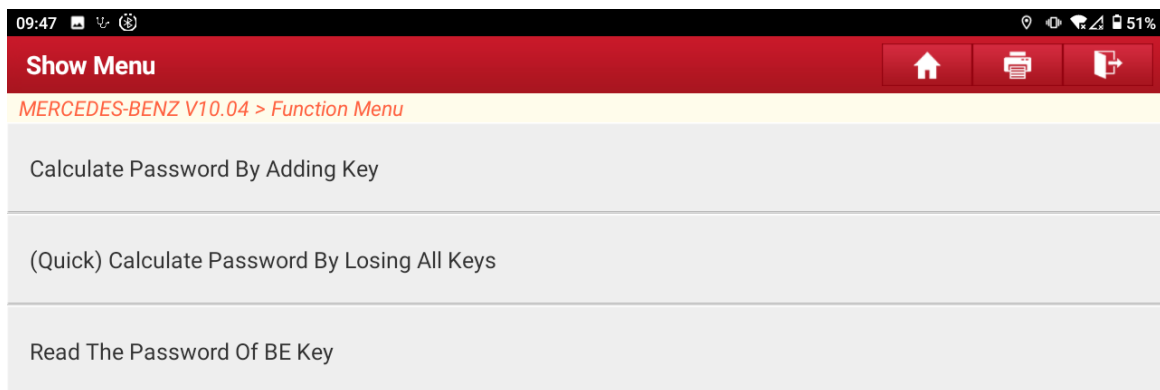 09:47 51%
Show Menu
MERCEDES-BENZ V10.04 > Function Menu
Calculate Password By Adding Key
(Quick) Calculate Password By Losing All Keys
Read The Password Of BE Key